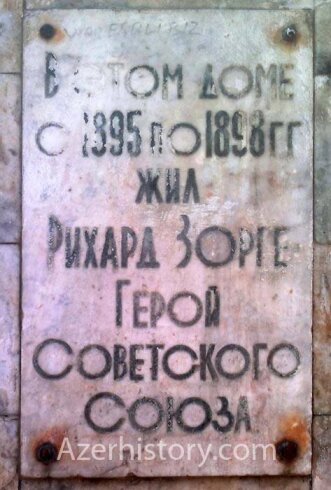 В этом доме
с 1895 по 1898 гг
жил
Рихард Зорге-
Герой
Советского
Союза
Azerhistory.com